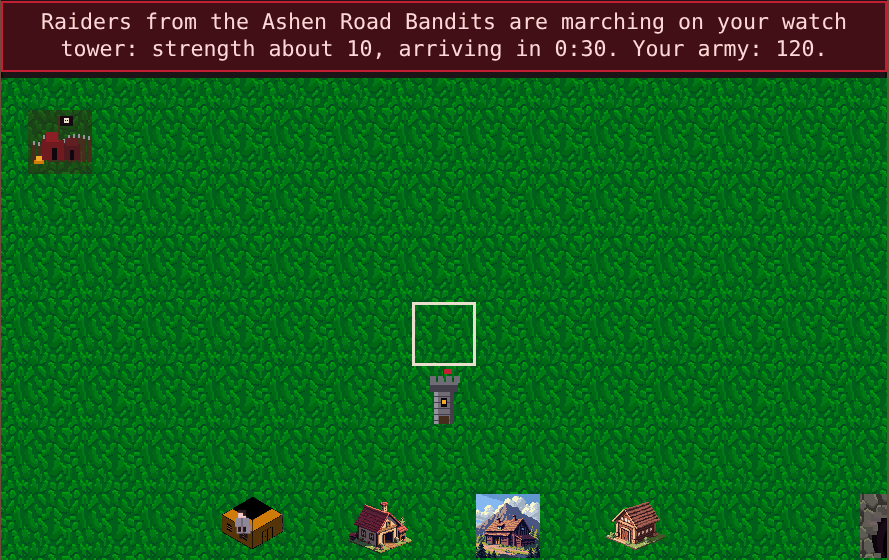 Raiders from the Ashen Road Bandits are marching on your watch
tower: strength about 10, arriving in 0:30. Your army: 120.